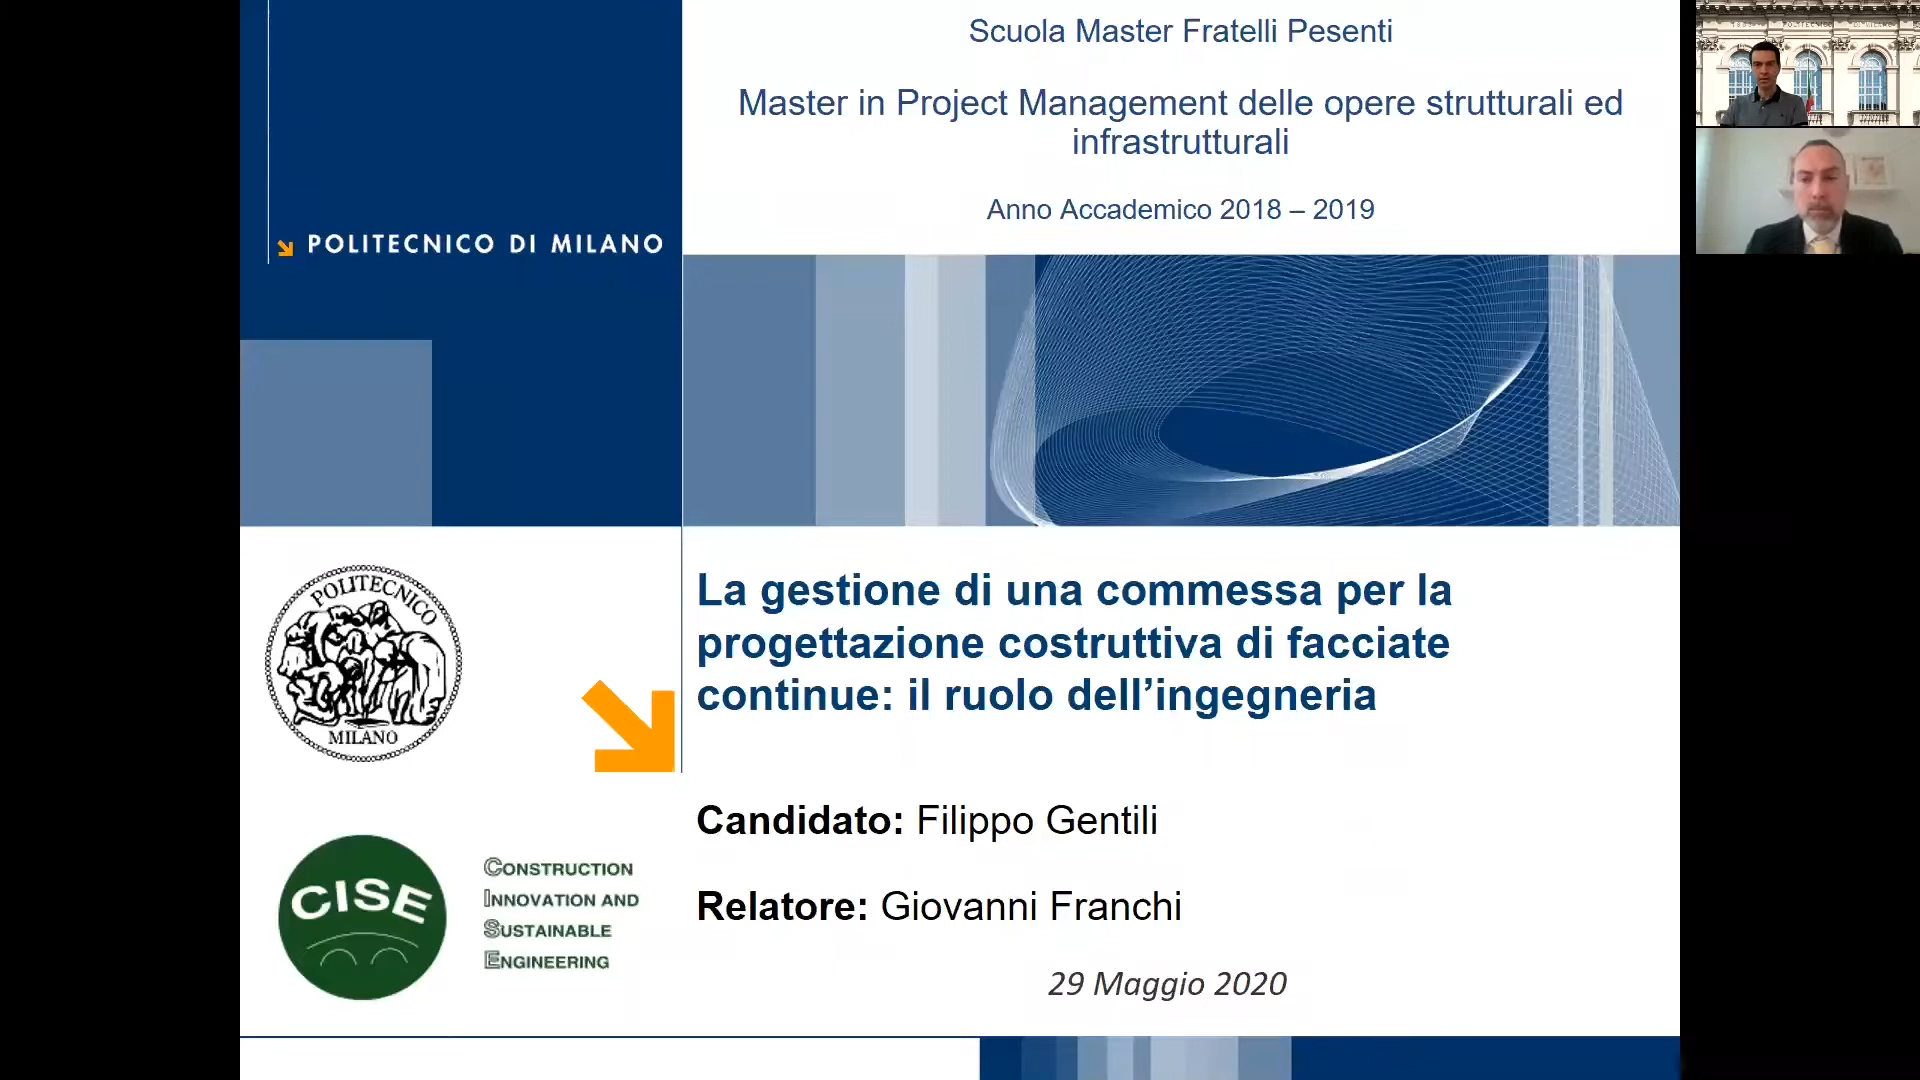 Scuola Master Fratelli Pesenti
Master in Project Management delle opere strutturali ed
infrastrutturali
Anno Accademico 2018 – 2019
POLITECNICO DI MILANO
La gestione di una commessa per la
progettazione costruttiva di facciate
continue: il ruolo dell’ingegneria
POLITECNICO
MILANO
Candidato: Filippo Gentili
CISE
CONSTRUCTION
INNOVATION AND
SUSTAINABLE
ENGINEERING
Relatore: Giovanni Franchi
29 Maggio 2020